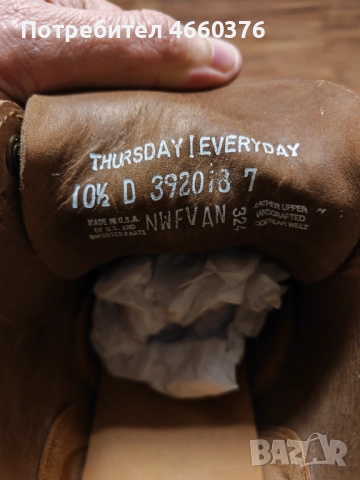 Потребител 4660376
THURSDAY | EVERYDAY
10½ D 392018 7
MADE IN U.S.A.
OF U.S. AND
IMPORTED PARTS
NWFVAN
LEATHER UPPER
HANDCRAFTED
GOODYEAR WELT
BAZAR